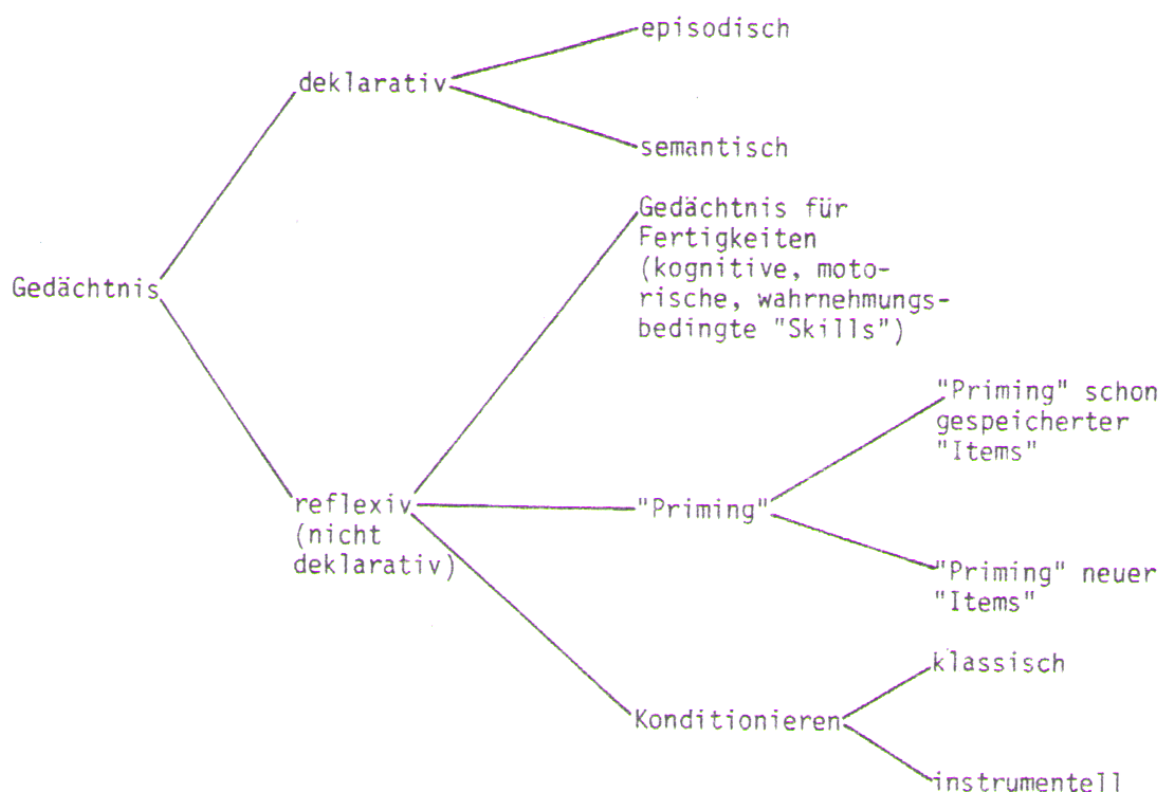 episodisch
deklarativ
semantisch
Gedächtnis für
Fertigkeiten
(kognitive, moto-
rische, wahrnehmungs-
bedingte "Skills")
Gedächtnis
"Priming" schon
gespeicherter
"Items"
reflexiv
(nicht
deklarativ)
"Priming"
"Priming" neuer
"Items"
klassisch
Konditionieren
instrumentell